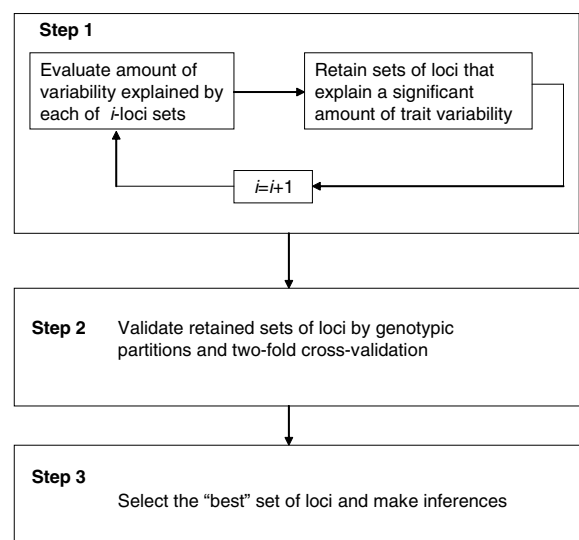 Step 1
Evaluate amount of
variability explained by
each of i-loci sets
Retain sets of loci that
explain a significant
amount of trait variability
i=i+1
Step 2
Validate retained sets of loci by genotypic
partitions and two-fold cross-validation
Step 3
Select the “best” set of loci and make inferences